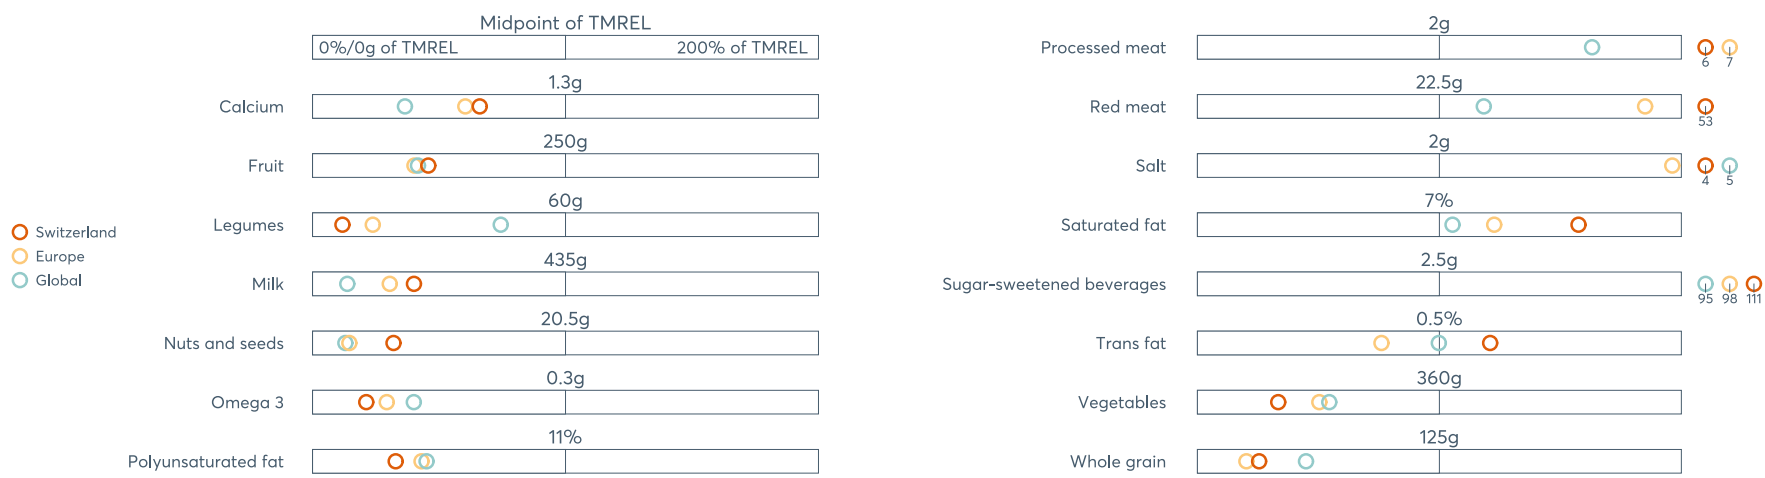 Midpoint of TMREL
0%/0g of TMREL 200% of TMREL
1.3g
Calcium
250g
Fruit
60g
Legumes
435g
Milk
20.5g
Nuts and seeds
0.3g
Omega 3
11%
Polyunsaturated fat
Switzerland
Europe
Global
2g
Processed meat
6 7
22.5g
Red meat
53
2g
Salt
4 5
7%
Saturated fat
2.5g
Sugar-sweetened beverages
95 98 111
0.5%
Trans fat
360g
Vegetables
125g
Whole grain